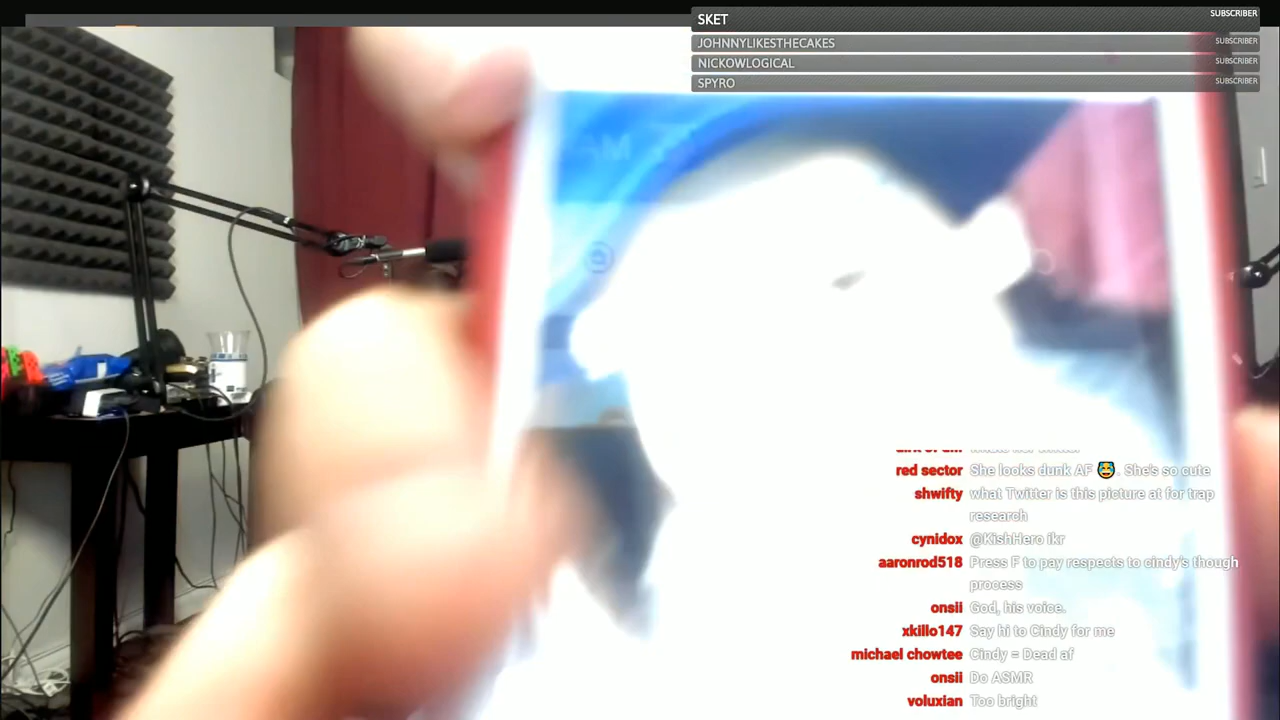 SKET SUBSCRIBER
JOHNNYLIKESTHECAKES SUBSCRIBER
NICKOWLOGICAL SUBSCRIBER
SPYRO SUBSCRIBER
red sector She looks dunk AF . She's so cute
shwifty what Twitter is this picture at for trap
research
cynidox @KishHero ikr
aaronrod518 Press F to pay respects to cindy's though
process
onsii God, his voice.
xkillo147 Say hi to Cindy for me
michael chowtee Cindy = Dead af
onsii Do ASMR
voluxian Too bright